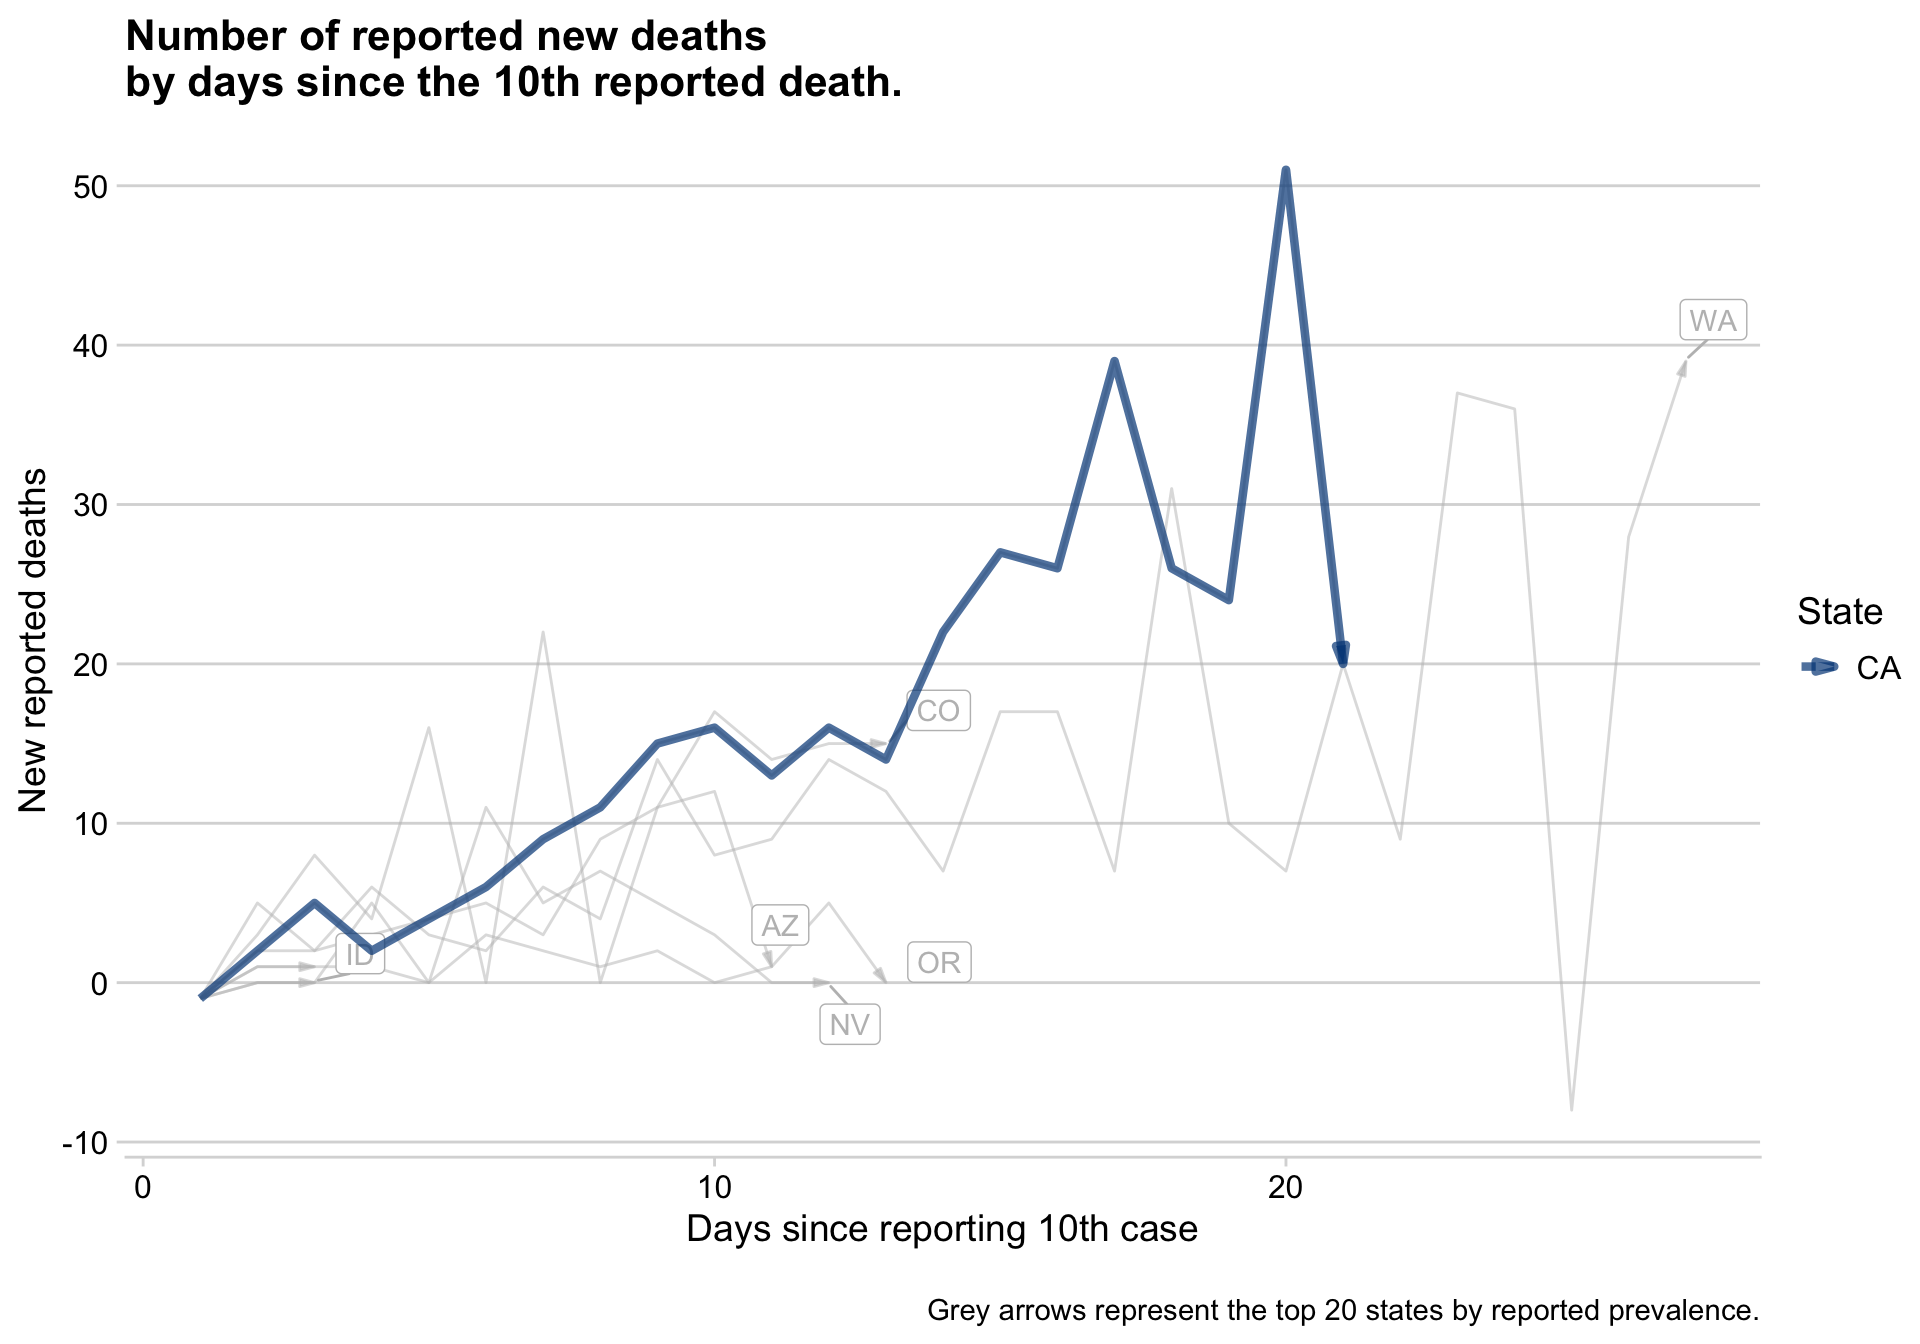 Number of reported new deaths
by days since the 10th reported death.
50
40
30
20
10
0
-10
New reported deaths
WA
CO
AZ
ID
OR
NV
State
CA
0
10
20
Days since reporting 10th case
Grey arrows represent the top 20 states by reported prevalence.